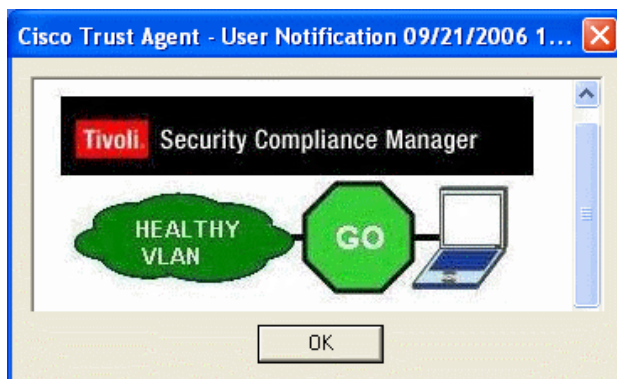 Cisco Trust Agent - User Notification 09/21/2006 1...
Tivoli. Security Compliance Manager
HEALTHY
VLAN
GO
OK